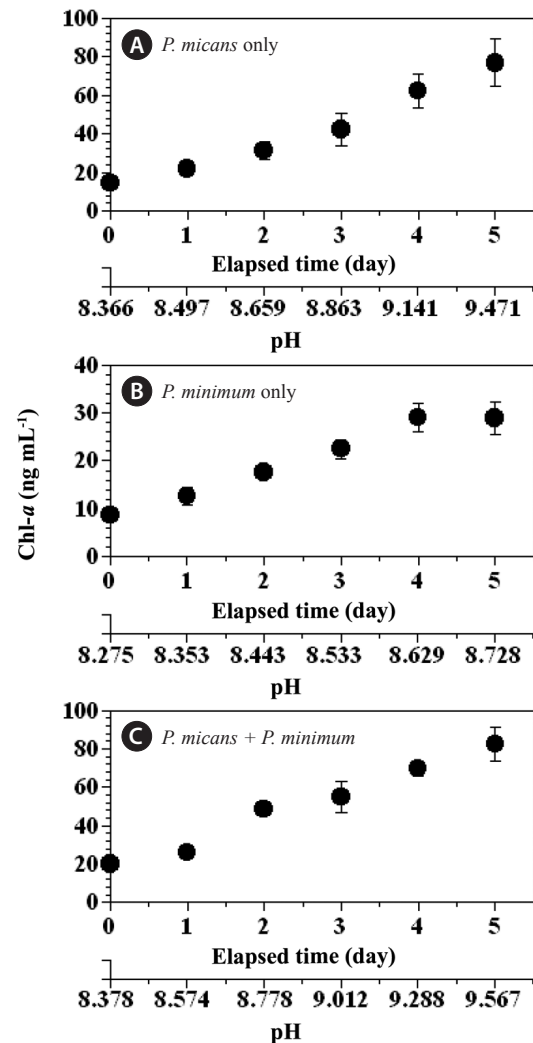 100
80
60
40
20
0
A P. micans only
0 1 2 3 4 5
Elapsed time (day)
8.366 8.497 8.659 8.863 9.141 9.471
pH
Chl-a (ng mL⁻¹)
40
30
20
10
0
B P. minimum only
0 1 2 3 4 5
Elapsed time (day)
8.275 8.353 8.443 8.533 8.629 8.728
pH
100
80
60
40
20
0
C P. micans + P. minimum
0 1 2 3 4 5
Elapsed time (day)
8.378 8.574 8.778 9.012 9.288 9.567
pH